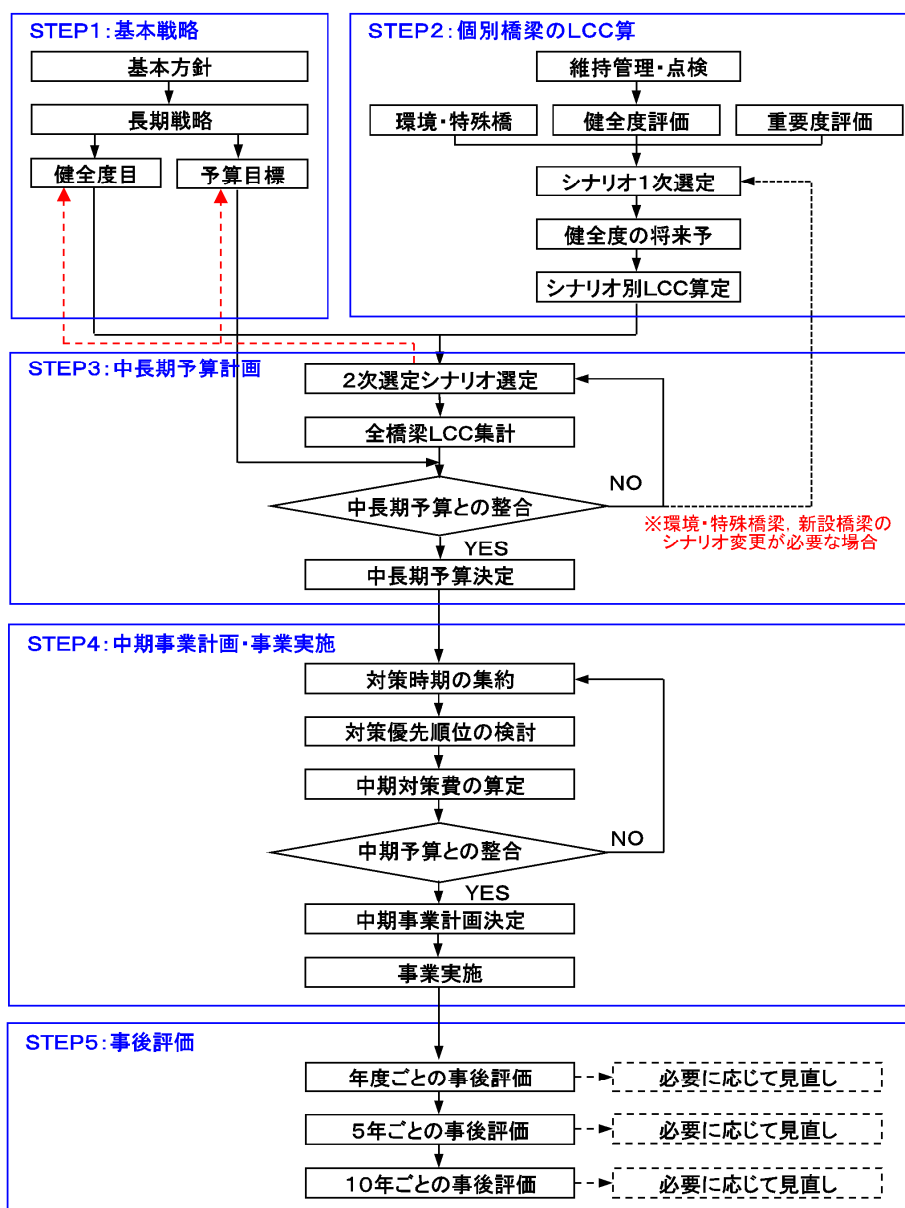 STEP1:基本戦略
基本方針
長期戦略
健全度目
予算目標
STEP2:個別橋梁のLCC算
維持管理・点検
環境・特殊橋
健全度評価
重要度評価
シナリオ1次選定
健全度の将来予
シナリオ別LCC算定
STEP3:中長期予算計画
2次選定シナリオ選定
全橋梁LCC集計
中長期予算との整合
NO
YES
※環境・特殊橋梁,新設橋梁の
シナリオ変更が必要な場合
中長期予算決定
STEP4:中期事業計画・事業実施
対策時期の集約
対策優先順位の検討
中期対策費の算定
中期予算との整合
NO
YES
中期事業計画決定
事業実施
STEP5:事後評価
年度ごとの事後評価
必要に応じて見直し
5年ごとの事後評価
必要に応じて見直し
10年ごとの事後評価
必要に応じて見直し